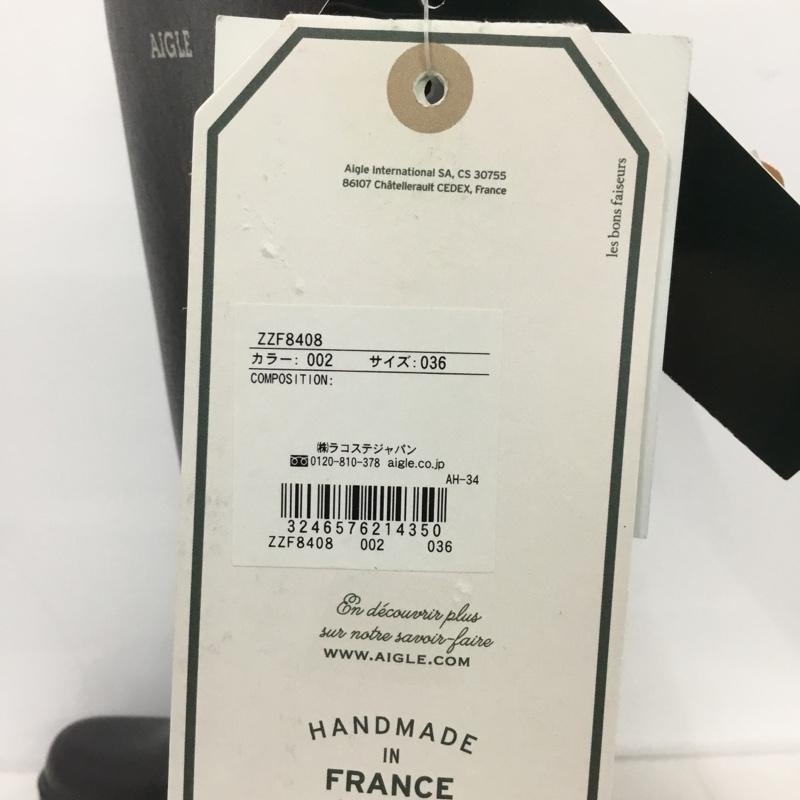 AIGLE
Aigle International SA, CS 30755
86107 Châtellerault CEDEX, France
les bons faiseurs
ZZF8408
カラー: 002 サイズ:036
COMPOSITION:
㈱ラコステジャパン
0120-810-378 aigle.co.jp
AH-34
3246576214350
ZZF8408 002 036
En découvrir plus
sur notre savoir-faire
WWW.AIGLE.COM
HANDMADE
IN
FRANCE